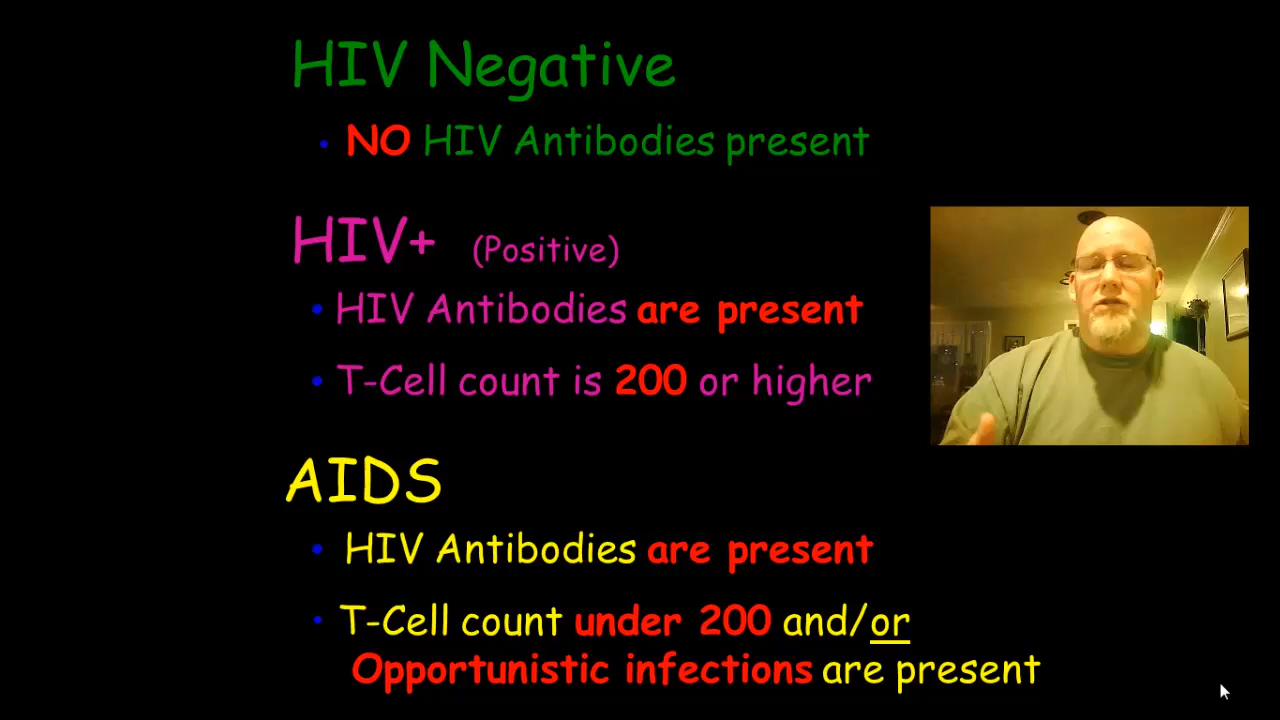 HIV Negative
• NO HIV Antibodies present
HIV+ (Positive)
• HIV Antibodies are present
• T-Cell count is 200 or higher
AIDS
• HIV Antibodies are present
• T-Cell count under 200 and/or
Opportunistic infections are present